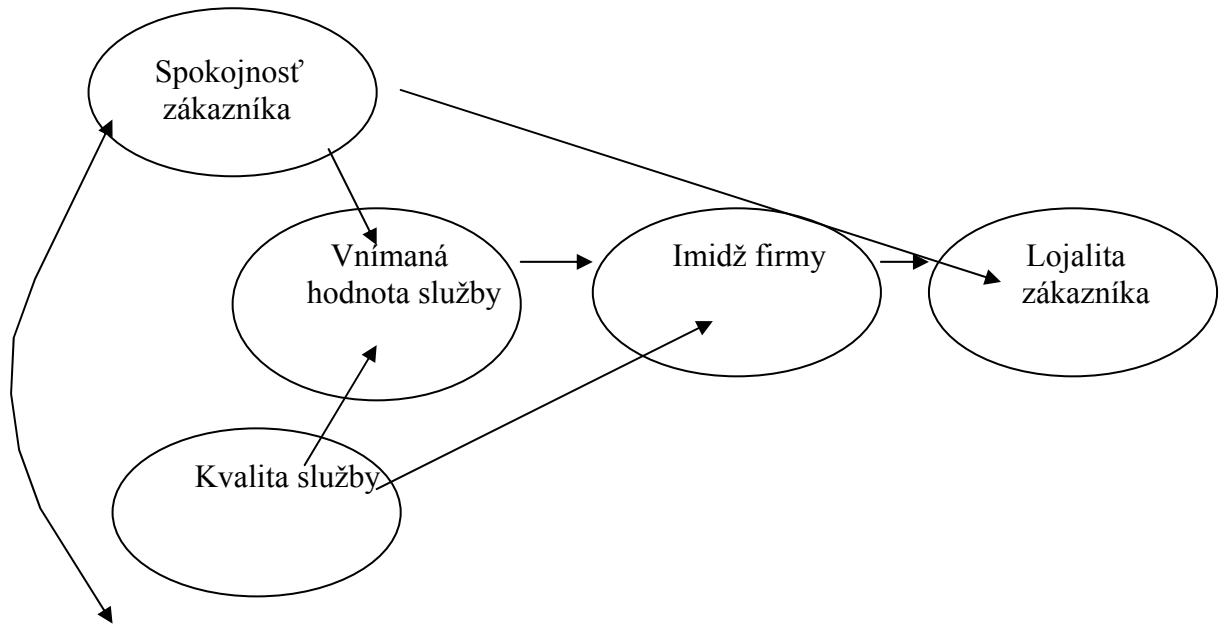 Spokojnosť
zákazníka
Vnímaná
hodnota služby
Imidž firmy
Lojalita
zákazníka
Kvalita služby